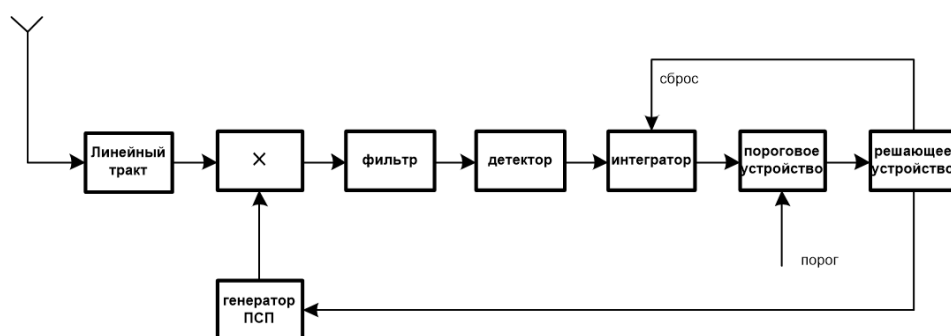 сброс
Линейный
тракт
×
фильтр
детектор
интегратор
пороговое
устройство
решающее
устройство
порог
генератор
ПСП